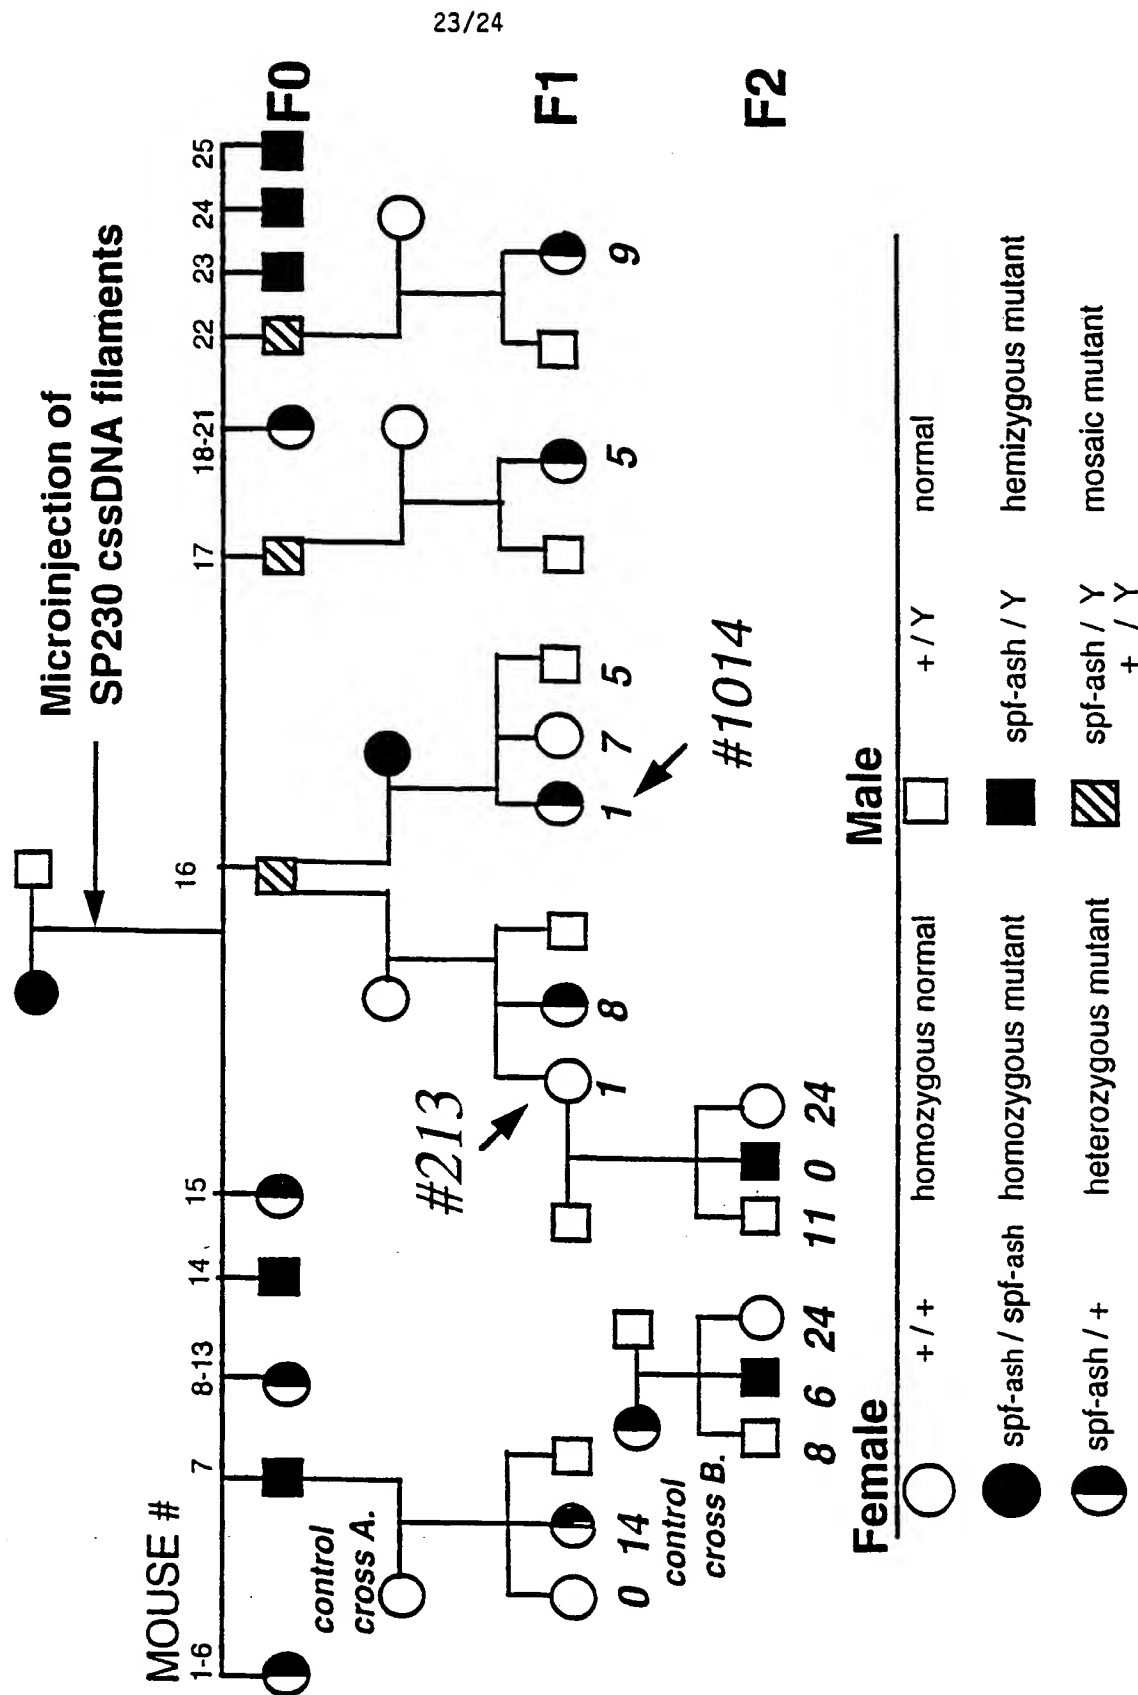 23/24
Microinjection of
SP230 cssDNA filaments
MOUSE #
1-6 7 8-13 14 15 16 17 18-21 22 23 24 25
F0
control
cross A.
F1
0 14
#213
1 8
1 7 5
#1014
5
9
control
cross B.
F2
8 6 24
11 0 24
Female Male
+ / + homozygous normal + / Y normal
spf-ash / spf-ash homozygous mutant spf-ash / Y hemizygous mutant
spf-ash / + heterozygous mutant spf-ash / Y mosaic mutant
+ / Y